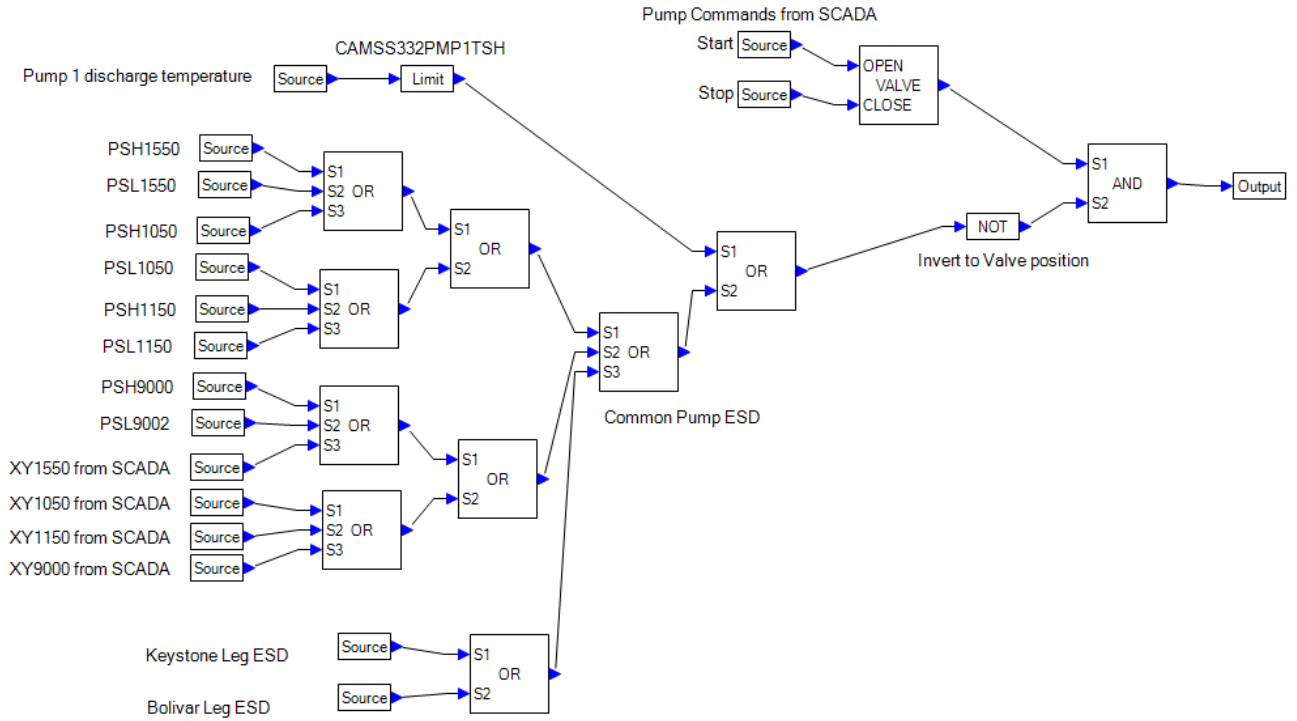 Pump Commands from SCADA
Start Source
OPEN
VALVE
CLOSE
Stop Source
CAMSS332PMP1TSH
Pump 1 discharge temperature Source Limit
PSH1550 Source
PSL1550 Source
PSH1050 Source
S1
S2 OR
S3
PSL1050 Source
PSH1150 Source
PSL1150 Source
S1
S2 OR
S3
S1
OR
S2
PSH9000 Source
PSL9002 Source
XY1550 from SCADA Source
S1
S2 OR
S3
XY1050 from SCADA Source
XY1150 from SCADA Source
XY9000 from SCADA Source
S1
S2 OR
S3
S1
OR
S2
Keystone Leg ESD Source
Bolivar Leg ESD Source
S1
OR
S2
S1
S2 OR
S3
Common Pump ESD
S1
OR
S2
NOT
Invert to Valve position
S1
AND
S2
Output